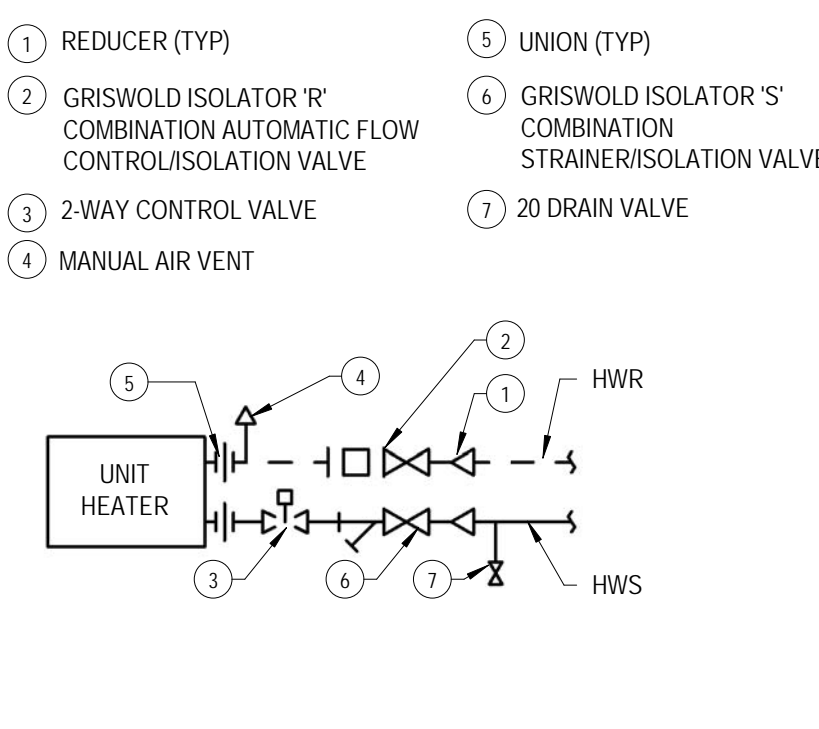 1 REDUCER (TYP)
2 GRISWOLD ISOLATOR 'R'
COMBINATION AUTOMATIC FLOW
CONTROL/ISOLATION VALVE
3 2-WAY CONTROL VALVE
4 MANUAL AIR VENT
5 UNION (TYP)
6 GRISWOLD ISOLATOR 'S'
COMBINATION
STRAINER/ISOLATION VALVE
7 20 DRAIN VALVE
2
5
4
1
HWR
UNIT
HEATER
3
6
7
HWS